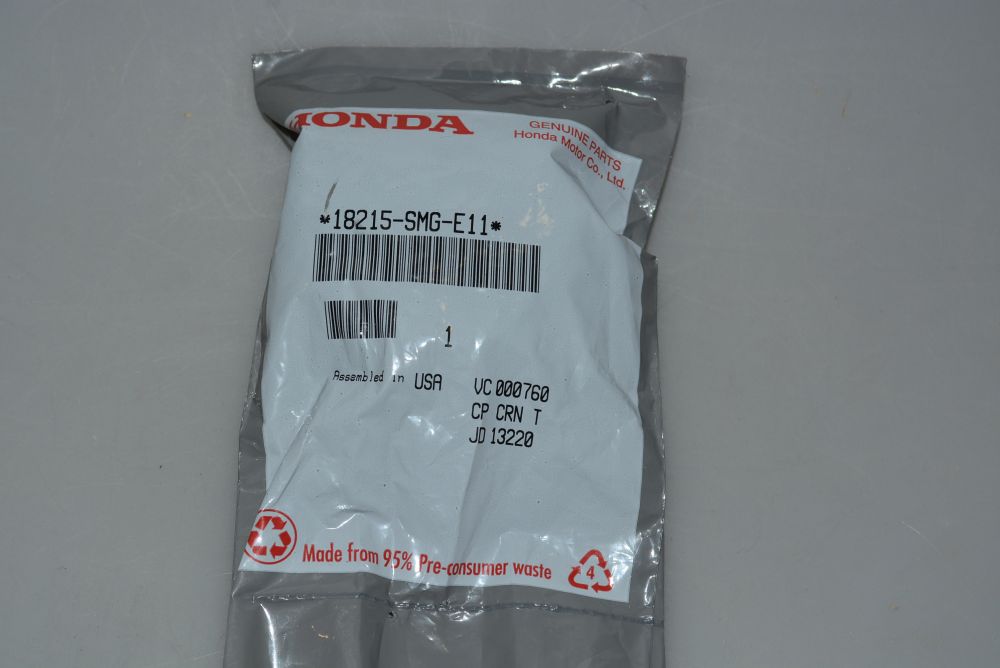 HONDA
GENUINE PARTS
Honda Motor Co., Ltd.
*18215-SMG-E11*
1
Assembled in USA
VC 000760
CP CRN T
JD 13220
Made from 95% Pre-consumer waste
4